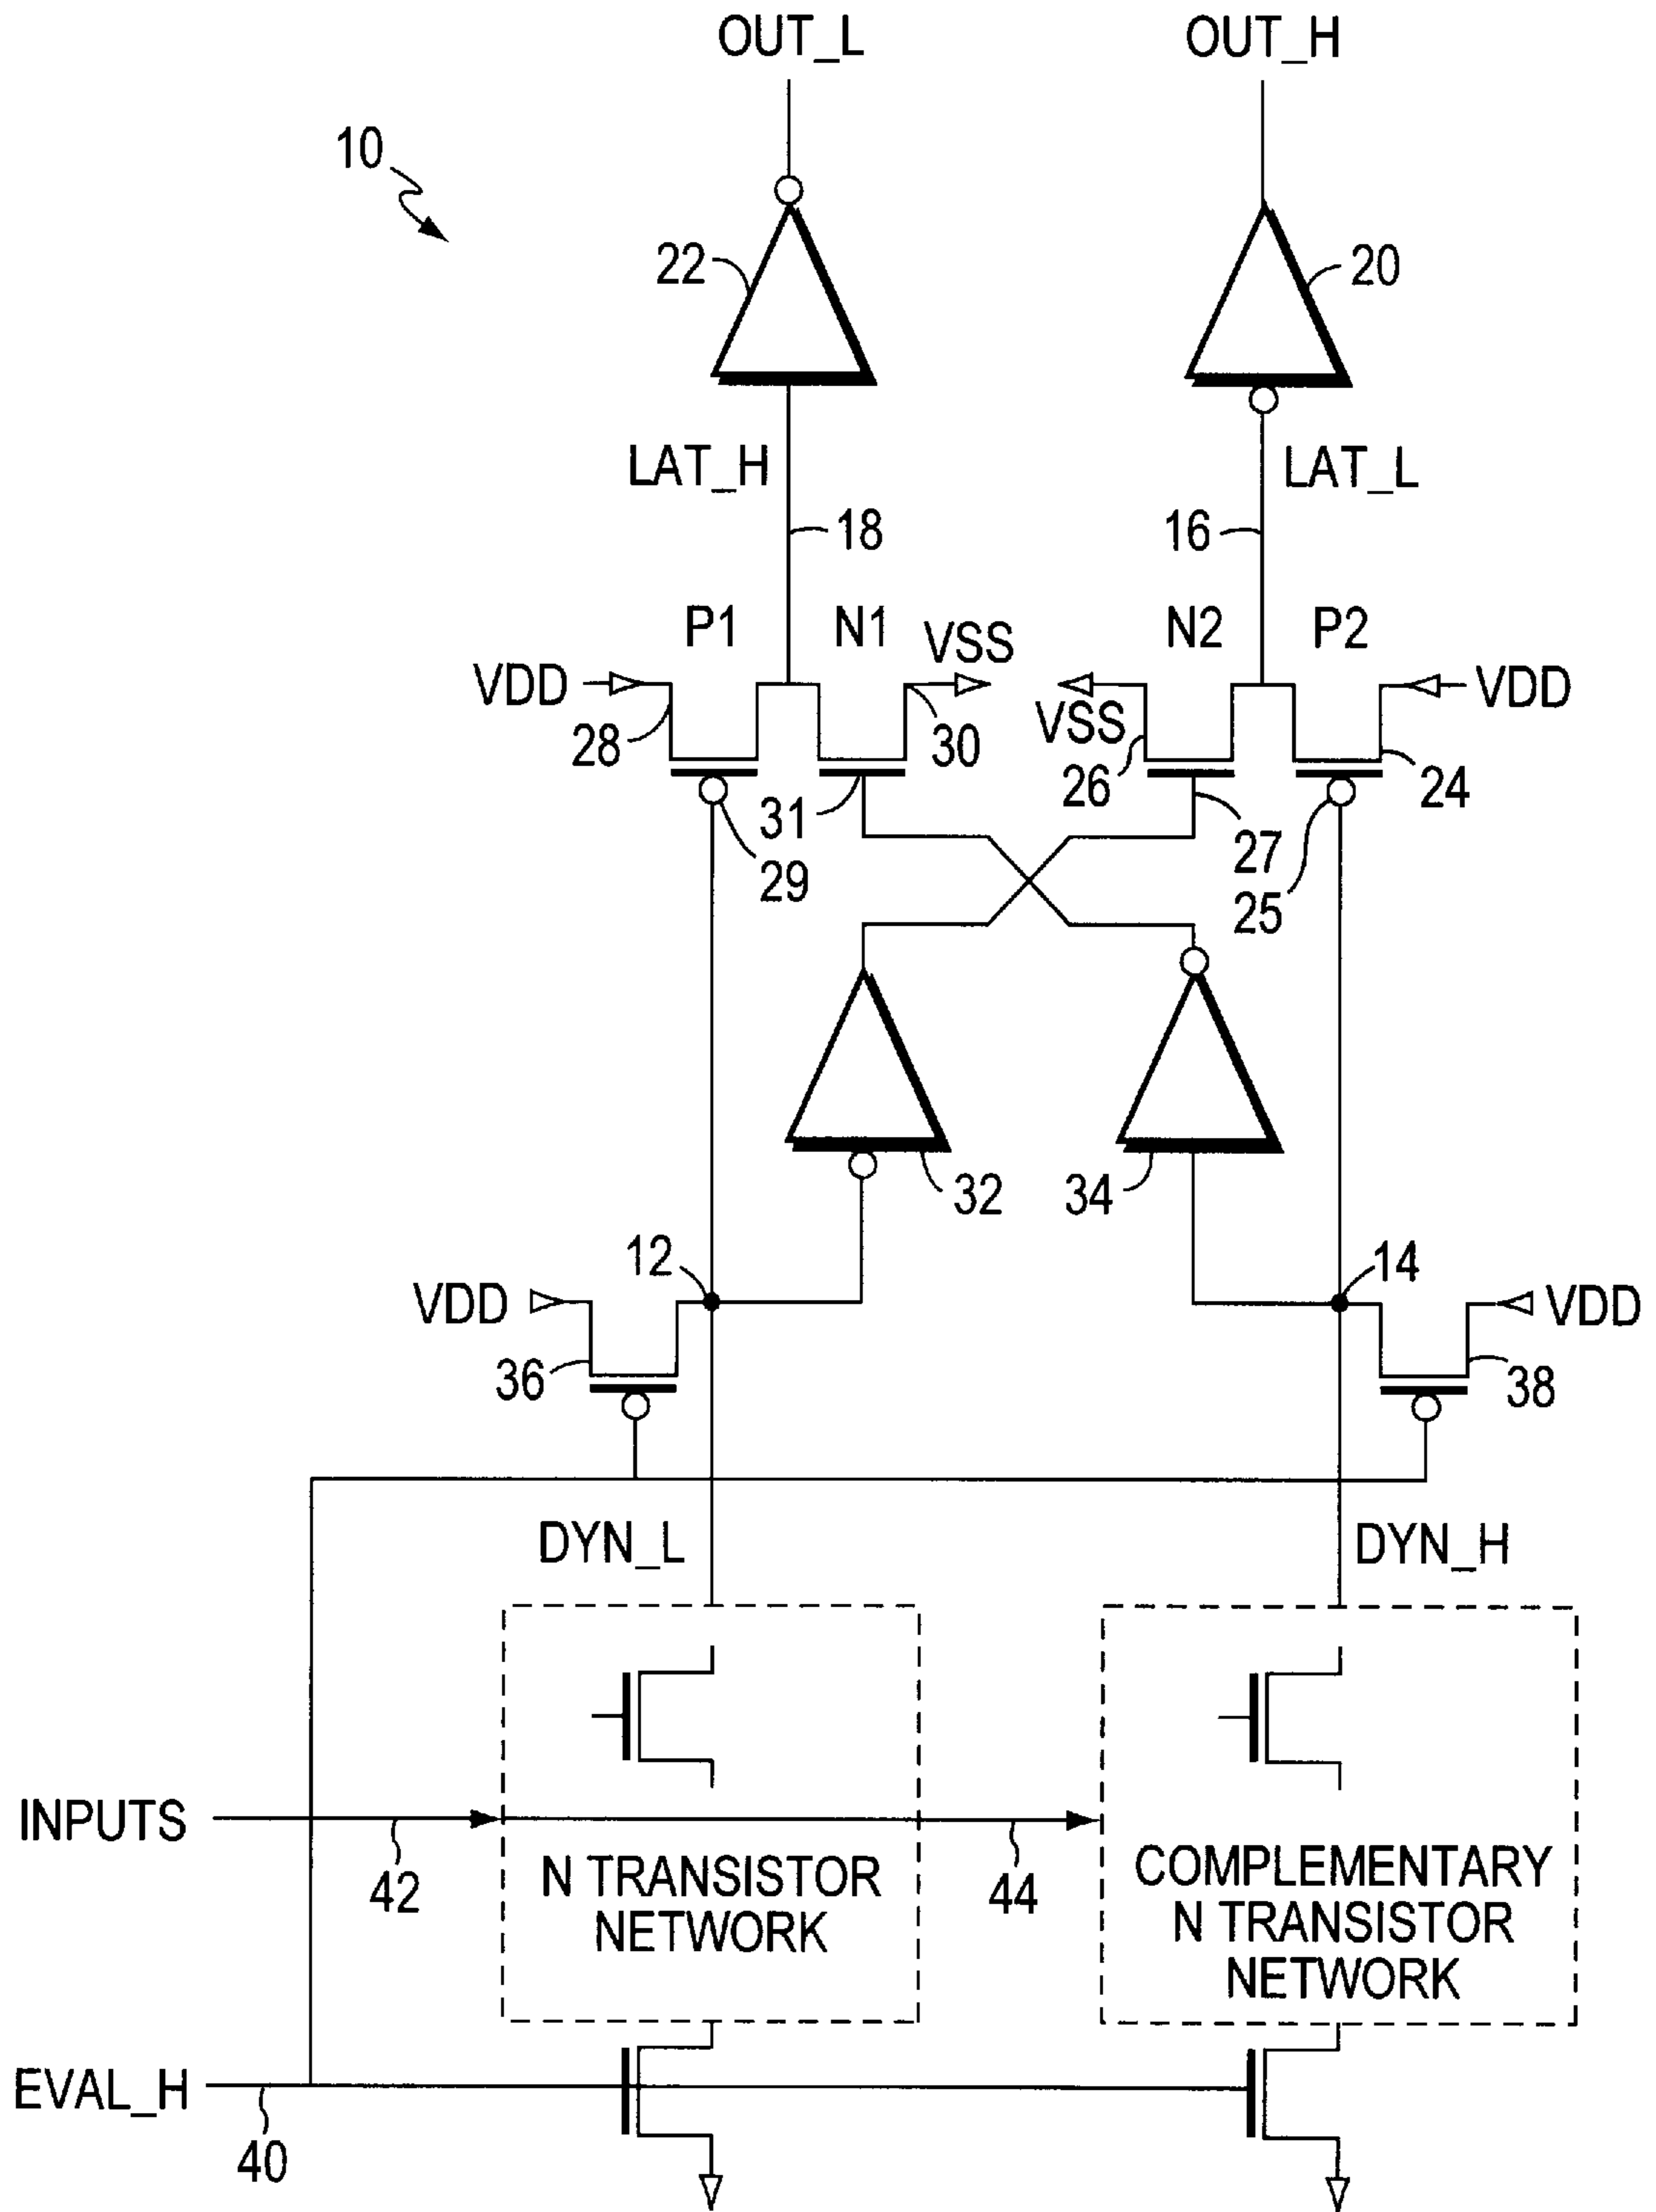 OUT_L OUT_H
10
22 20
LAT_H LAT_L
18 16
P1 N1 N2 P2
VDD VSS VSS VDD
28 30 26 24
31 27
29 25
32 34
12 14
VDD VDD
36 38
DYN_L DYN_H
INPUTS
42 44
N TRANSISTOR
NETWORK
COMPLEMENTARY
N TRANSISTOR
NETWORK
EVAL_H
40